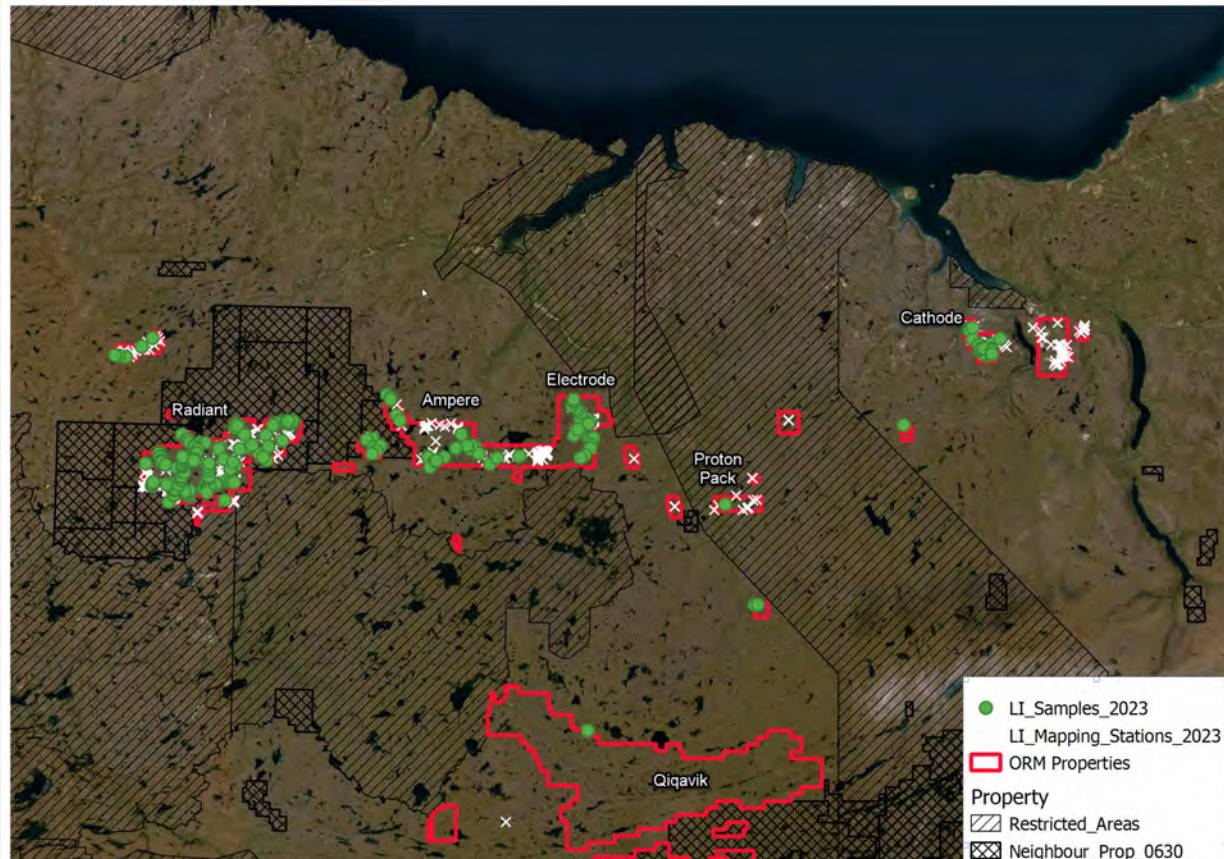 Cathode
Electrode
Ampere
Radiant
Proton
Pack
Qiqavik
LI_Samples_2023
LI_Mapping_Stations_2023
ORM Properties
Property
Restricted_Areas
Neighbour_Prop_0630